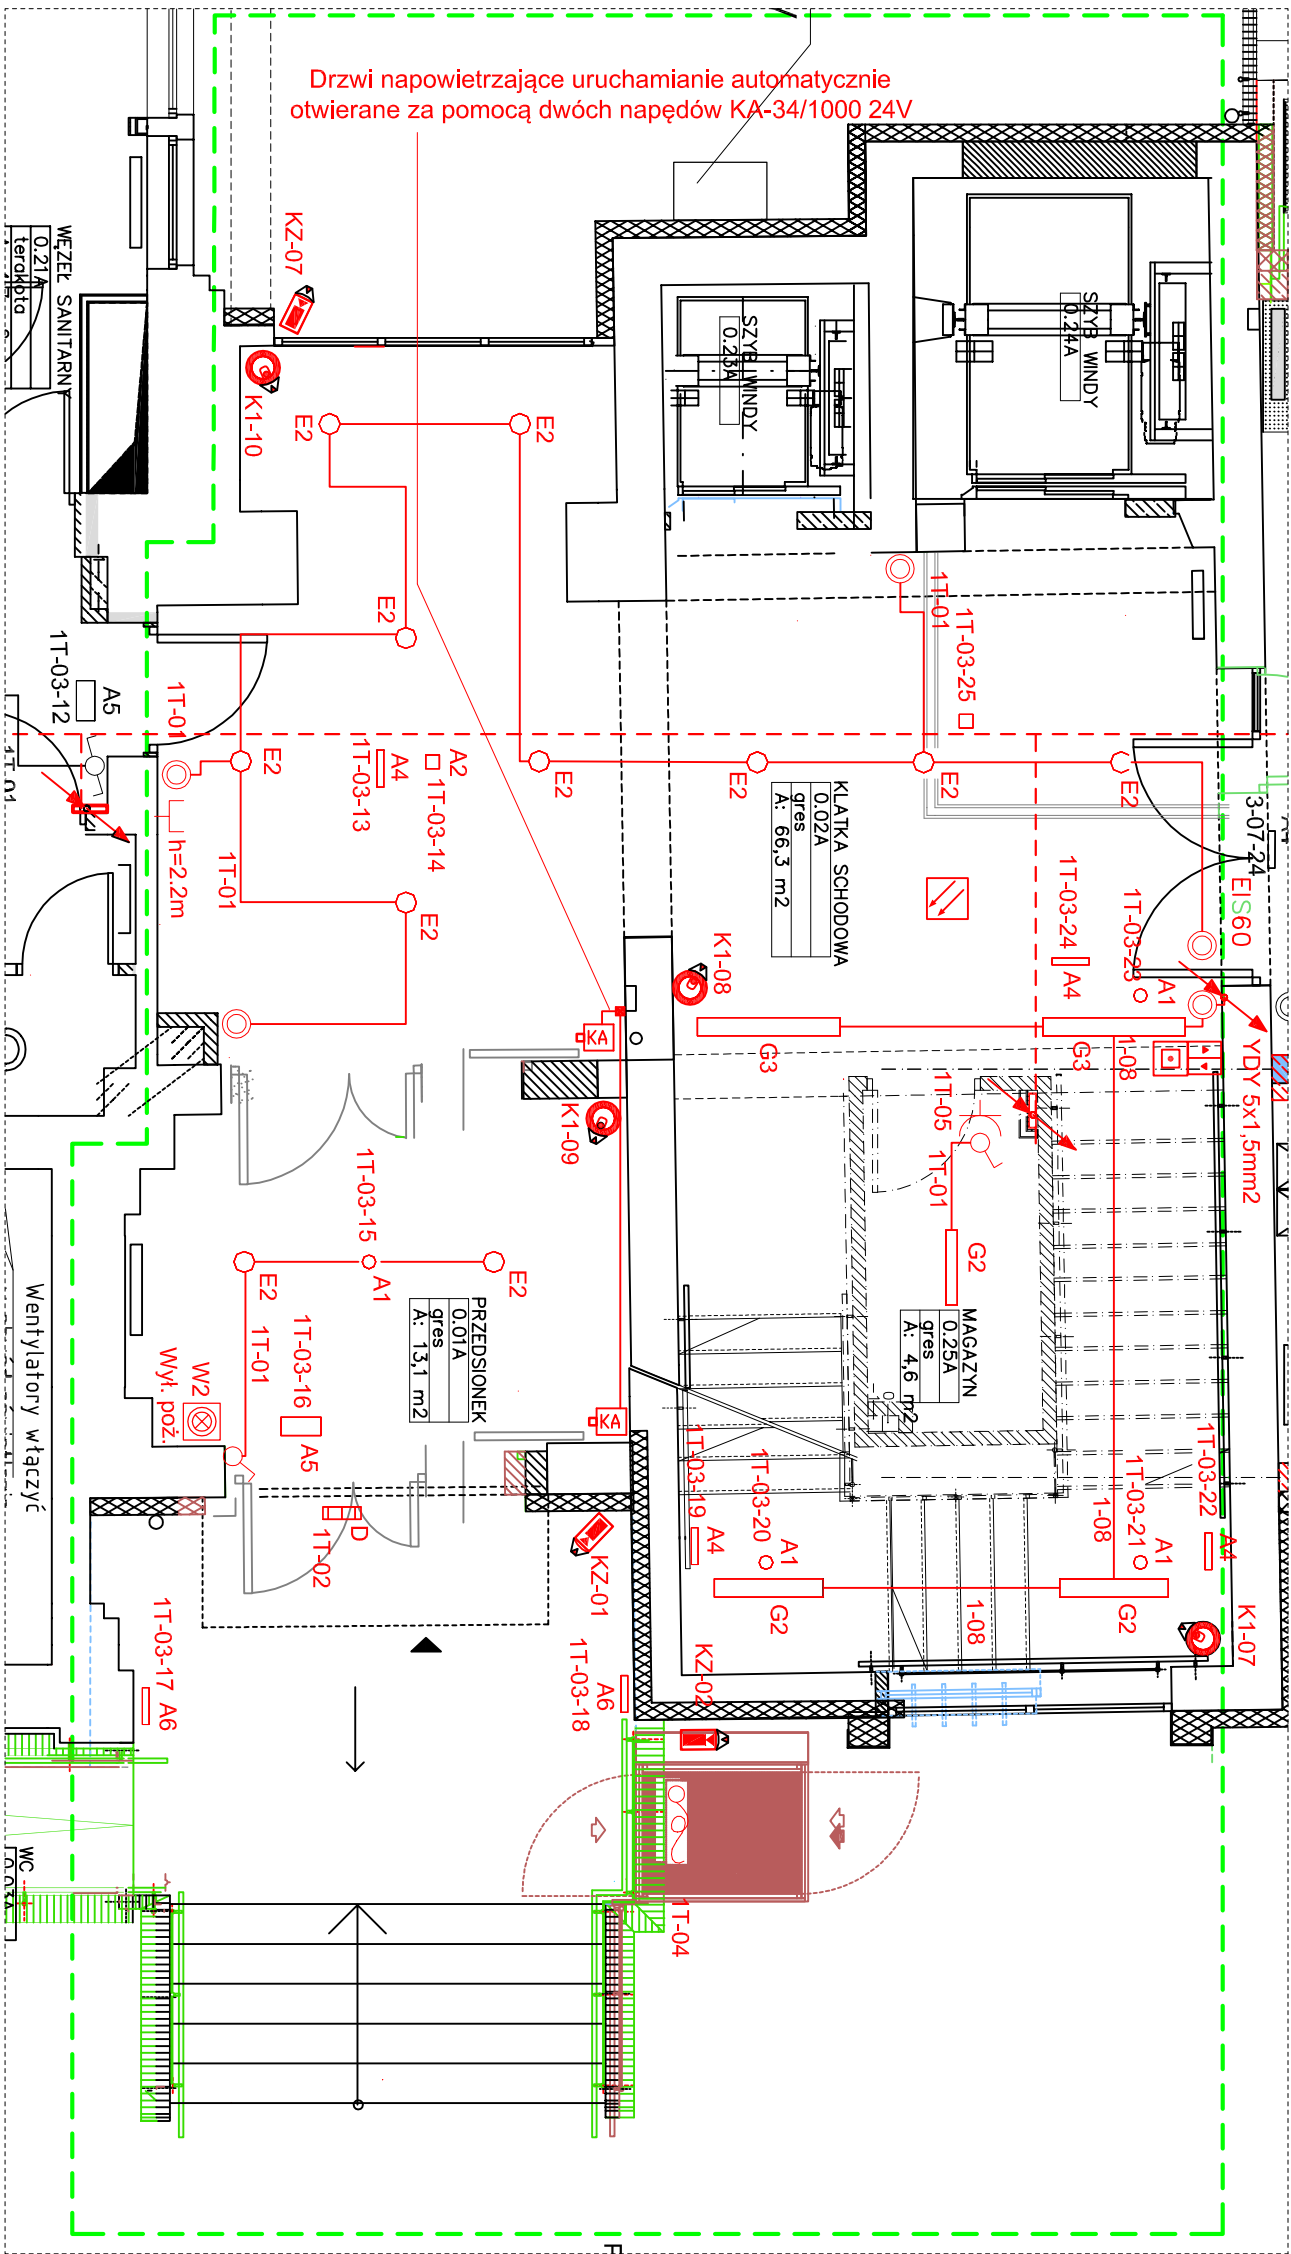 Drzwi napowietrzające uruchamianie automatycznie
otwierane za pomocą dwóch napędów KA-34/1000 24V
KZ-07
K1-10
WĘZEŁ SANITARNY
0.21A
terakota
SZYB WINDY
0.24A
SZYB WINDY
0.23A
E2
E2
E2
1T-01
1T-03-25
A5
1T-03-12
1T-01
E2
A4
1T-03-13
A2
1T-03-14
E2
E2
E2
E2
3-07-24
EIS60
KLATKA SCHODOWA
0.02A
gres
A: 66,3 m2
h=2.2m
1T-01
E2
1T-03-24
A4
1T-03-23
A1
K1-08
KA
G3
G3
1-08
YDY 5x1,5mm2
K1-09
1T-05
1T-01
G2
1T-03-15
E2
A1
E2
PRZEDSIONEK
0.01A
gres
A: 13,1 m2
MAGAZYN
0.25A
gres
A: 4,6 m2
1T-01
1T-03-16
A5
W2
Wył. poż.
KA
Wentylatory włączyć
1T-03-19
A4
1T-03-20
A1
1T-03-21
A1
1-08
1T-03-22
A4
D
1T-02
KZ-01
G2
1-08
G2
K1-07
1T-03-17
A6
1T-03-18
A6
KZ-02
1T-04
WC